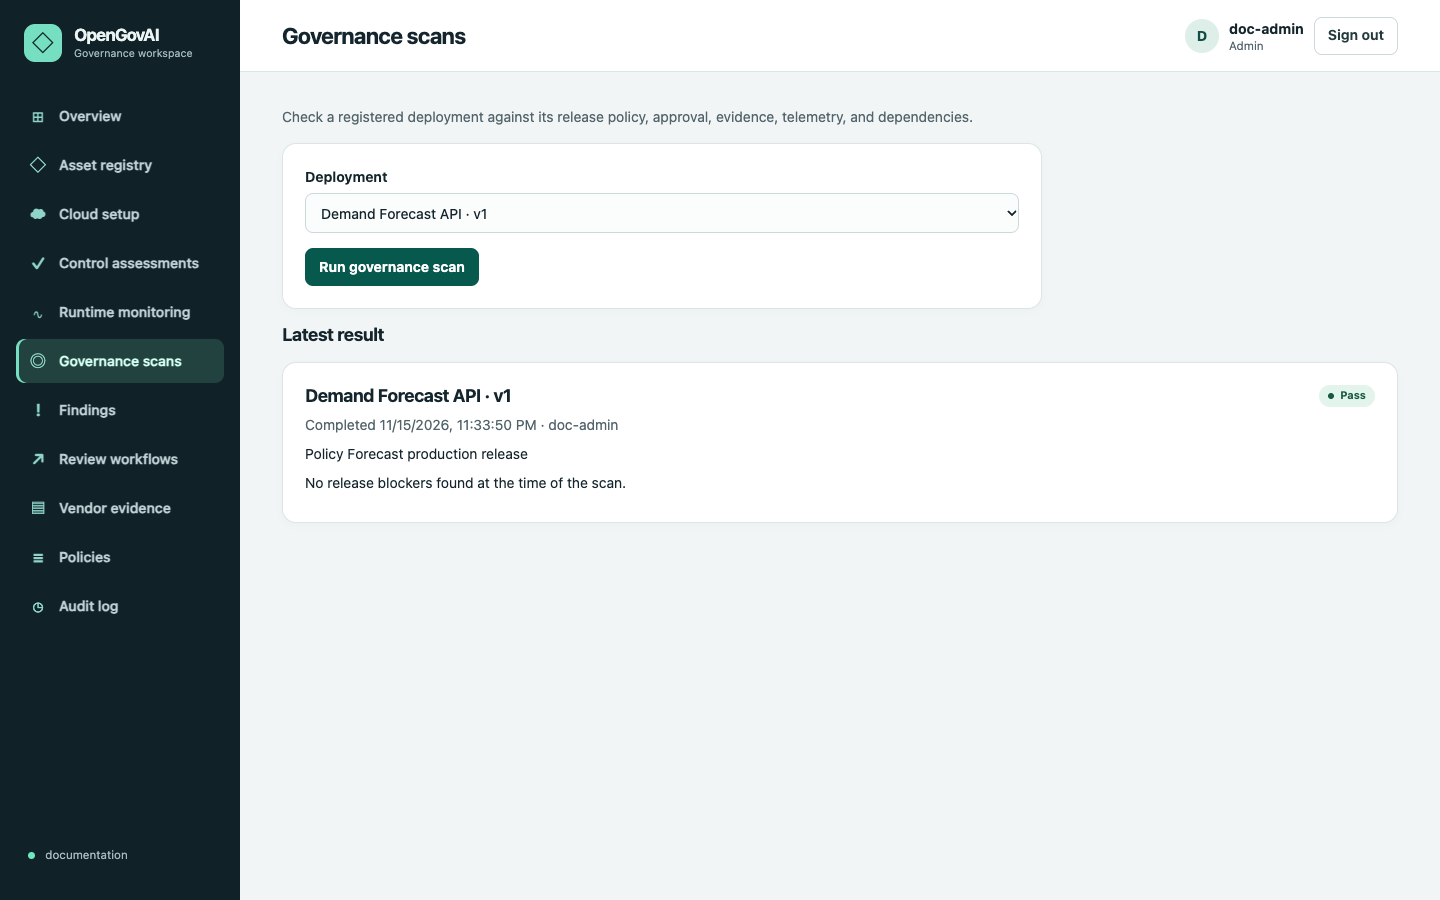 OpenGovAI
Governance workspace
Overview
Asset registry
Cloud setup
Control assessments
Runtime monitoring
Governance scans
Findings
Review workflows
Vendor evidence
Policies
Audit log
documentation
Governance scans
D
doc-admin
Admin
Sign out
Check a registered deployment against its release policy, approval, evidence, telemetry, and dependencies.
Deployment
Demand Forecast API · v1
Run governance scan
Latest result
Demand Forecast API · v1
Pass
Completed 11/15/2026, 11:33:50 PM · doc-admin
Policy Forecast production release
No release blockers found at the time of the scan.